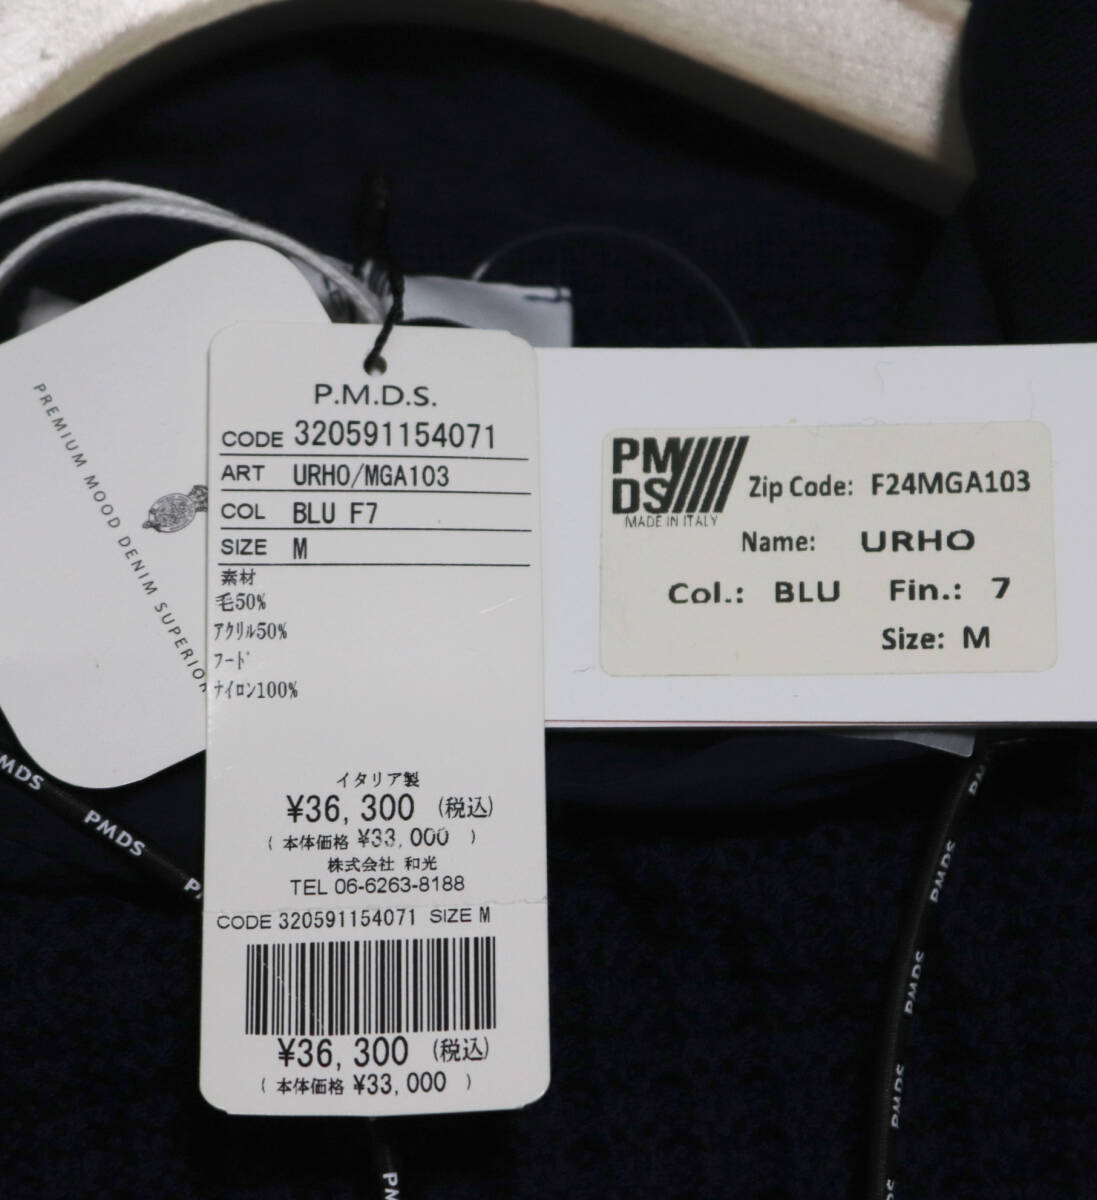 PREMIUM MOOD DENIM SUPERIOR
P.M.D.S.
CODE 320591154071
ART URHO/MGA103
COL BLU F7
SIZE M
素材
毛50%
アクリル50%
フード
ナイロン100%
イタリア製
¥36,300 (税込)
( 本体価格 ¥33,000 )
株式会社 和光
TEL 06-6263-8188
CODE 320591154071 SIZE M
¥36,300 (税込)
( 本体価格 ¥33,000 )
PM
DS
MADE IN ITALY
Zip Code: F24MGA103
Name: URHO
Col.: BLU Fin.: 7
Size: M
PMDS
PMDS
PMDS
PMDS
PMDS